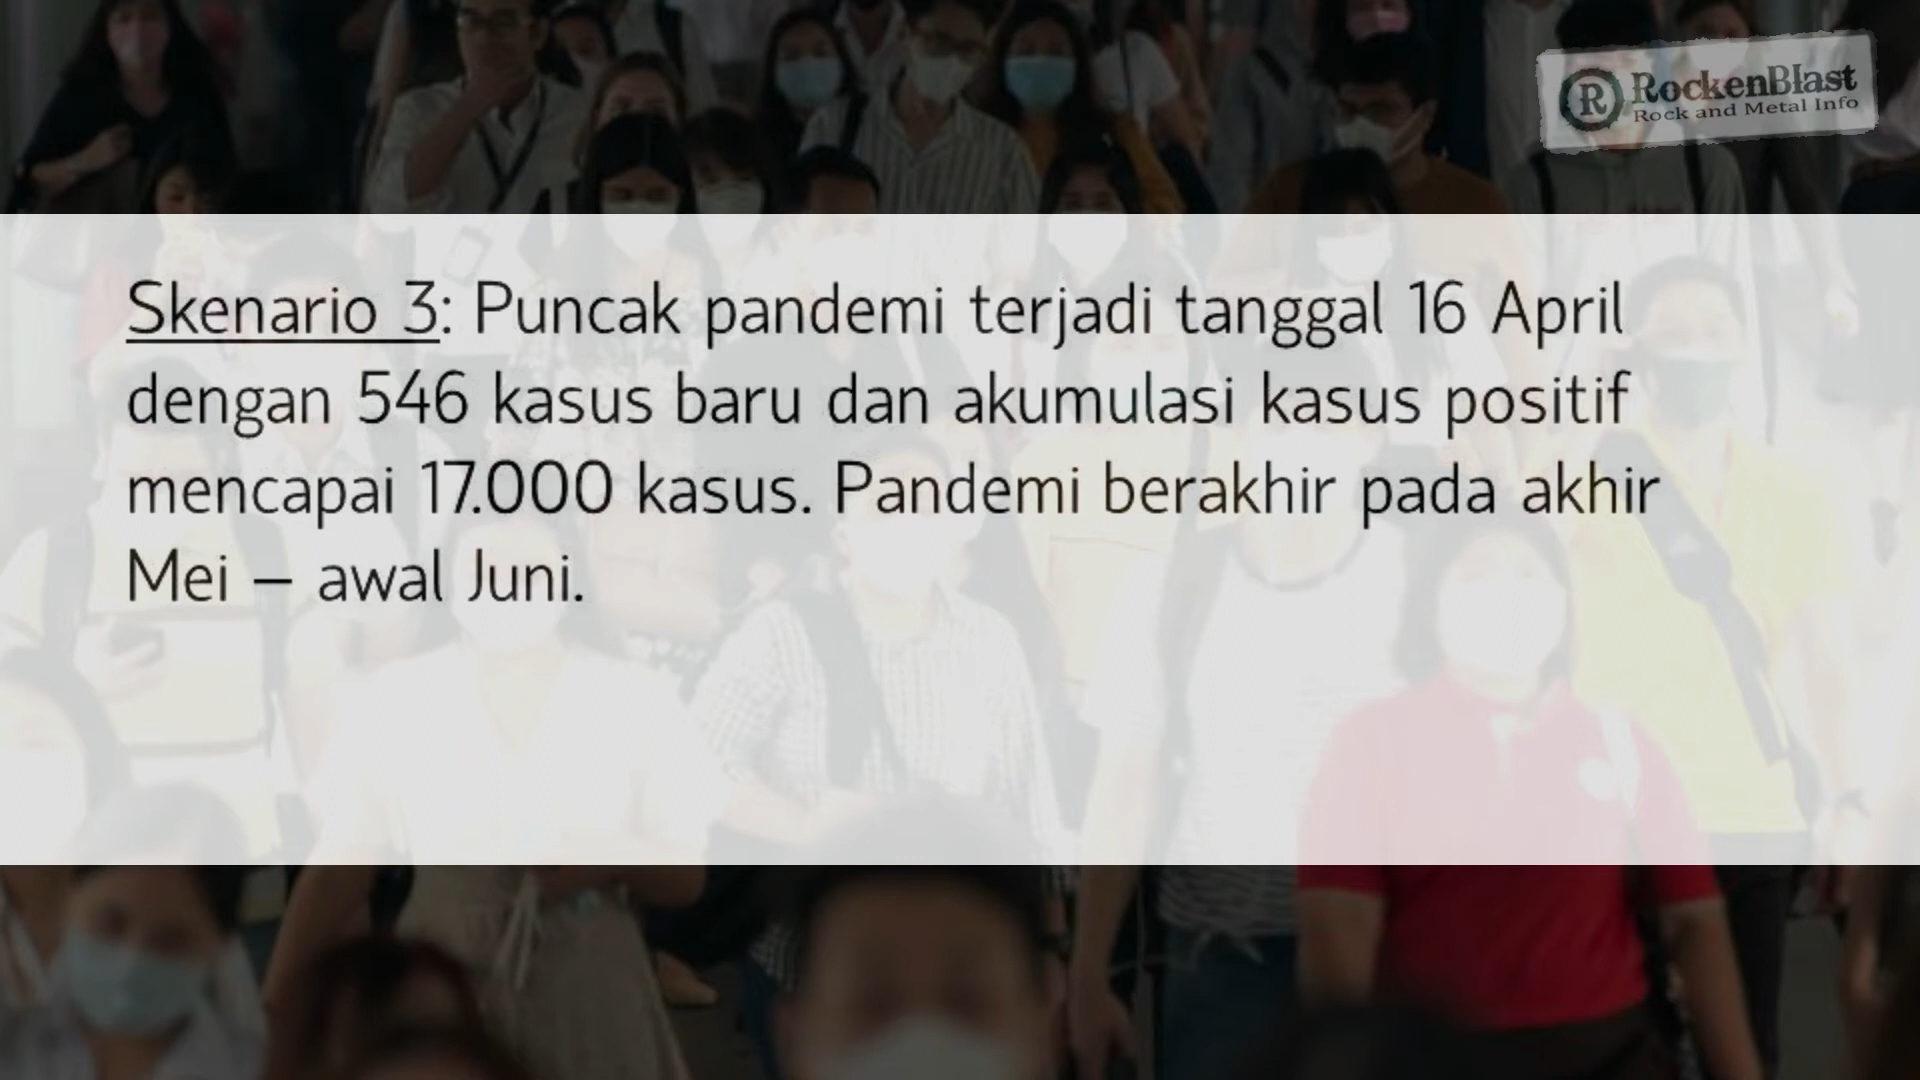 RockenBlast
Rock and Metal Info
Skenario 3: Puncak pandemi terjadi tanggal 16 April
dengan 546 kasus baru dan akumulasi kasus positif
mencapai 17.000 kasus. Pandemi berakhir pada akhir
Mei – awal Juni.